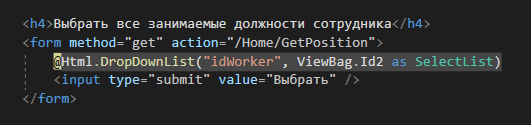 <h4>Выбрать все занимаемые должности сотрудника</h4>
<form method="get" action="/Home/GetPosition">
@Html.DropDownList("idWorker", ViewBag.Id2 as SelectList)
<input type="submit" value="Выбрать" />
</form>